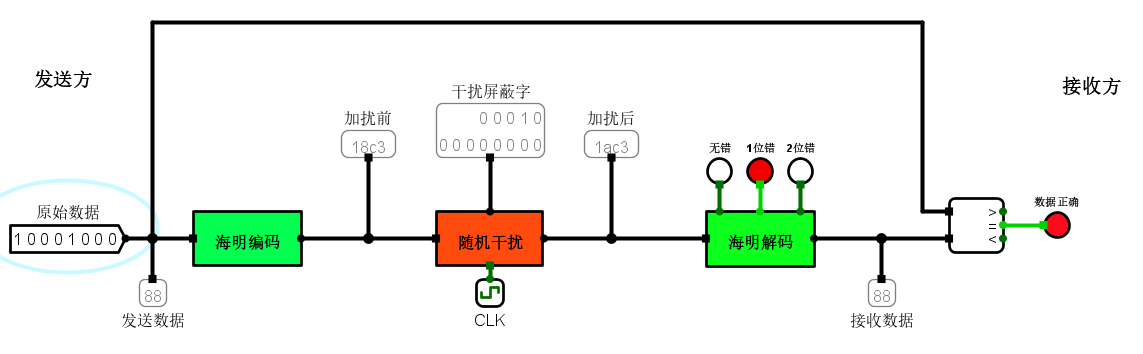 发送方
接收方
干扰屏蔽字
00010
00000000
加扰前
18c3
加扰后
1ac3
无错
1位错
2位错
数据正确
>
=
<
原始数据
10001000
海明编码
随机干扰
海明解码
88
发送数据
CLK
88
接收数据